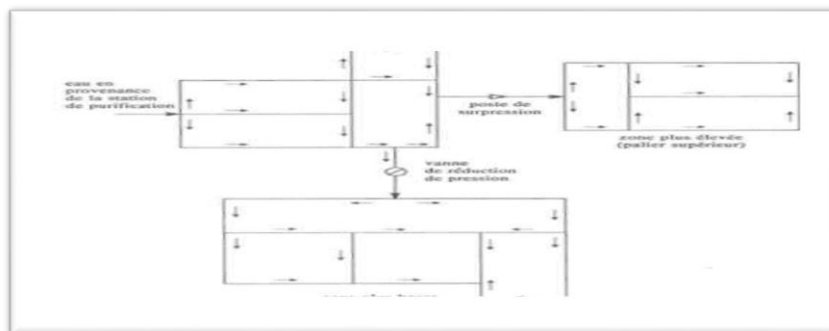 eau en
provenance
de la station
de purification
poste de
surpression
zone plus élevée
(palier supérieur)
vanne
de réduction
de pression